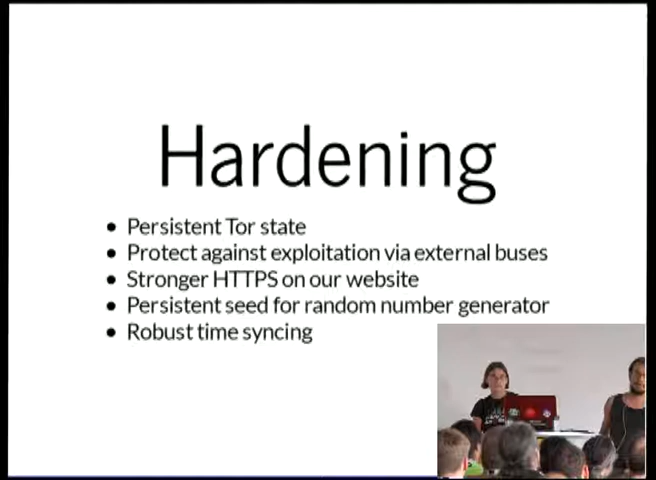 Hardening
• Persistent Tor state
• Protect against exploitation via external buses
• Stronger HTTPS on our website
• Persistent seed for random number generator
• Robust time syncing